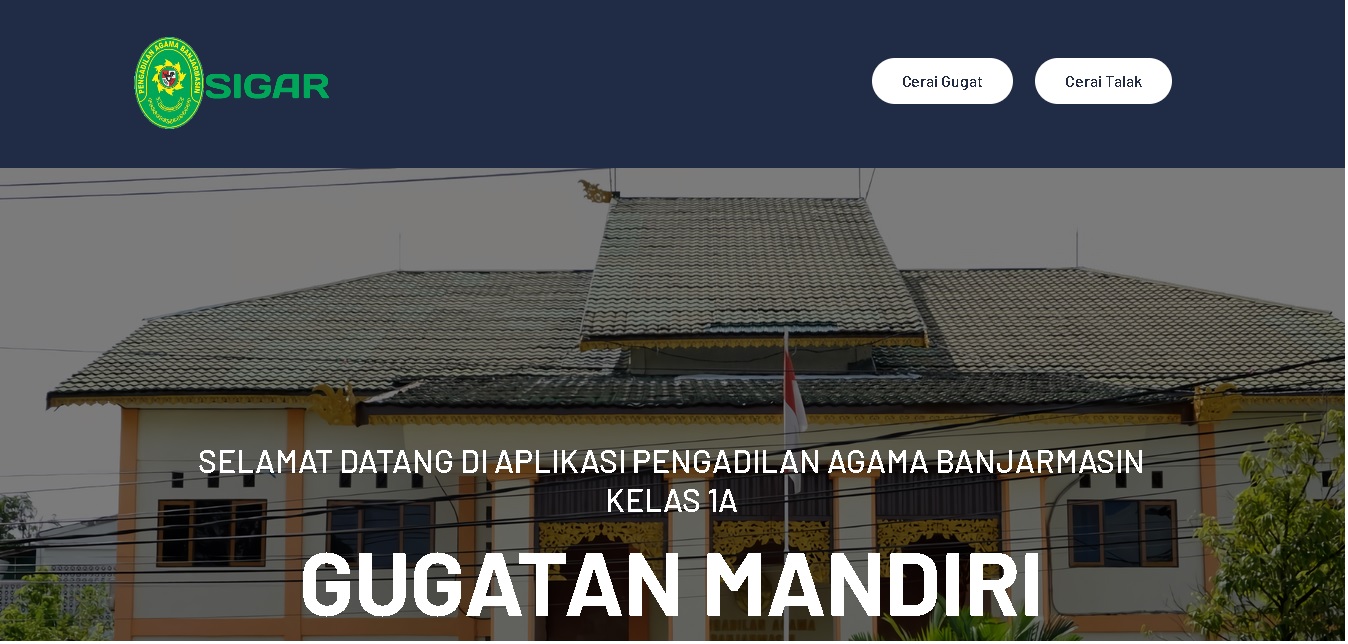 PENGADILAN AGAMA BANJARMASIN
SIGAR
Cerai Gugat
Cerai Talak
SELAMAT DATANG DI APLIKASI PENGADILAN AGAMA BANJARMASIN
KELAS 1A
GUGATAN MANDIRI